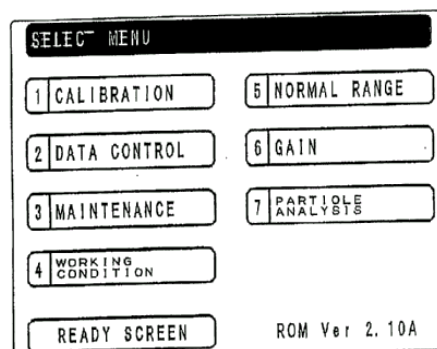 SELECT MENU
1 CALIBRATION
2 DATA CONTROL
3 MAINTENANCE
4 WORKING
CONDITION
5 NORMAL RANGE
6 GAIN
7 PARTICLE
ANALYSIS
READY SCREEN
ROM Ver 2.10A